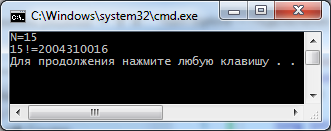 C:\Windows\system32\cmd.exe
N=15
15!=2004310016
Для продолжения нажмите любую клавишу . .